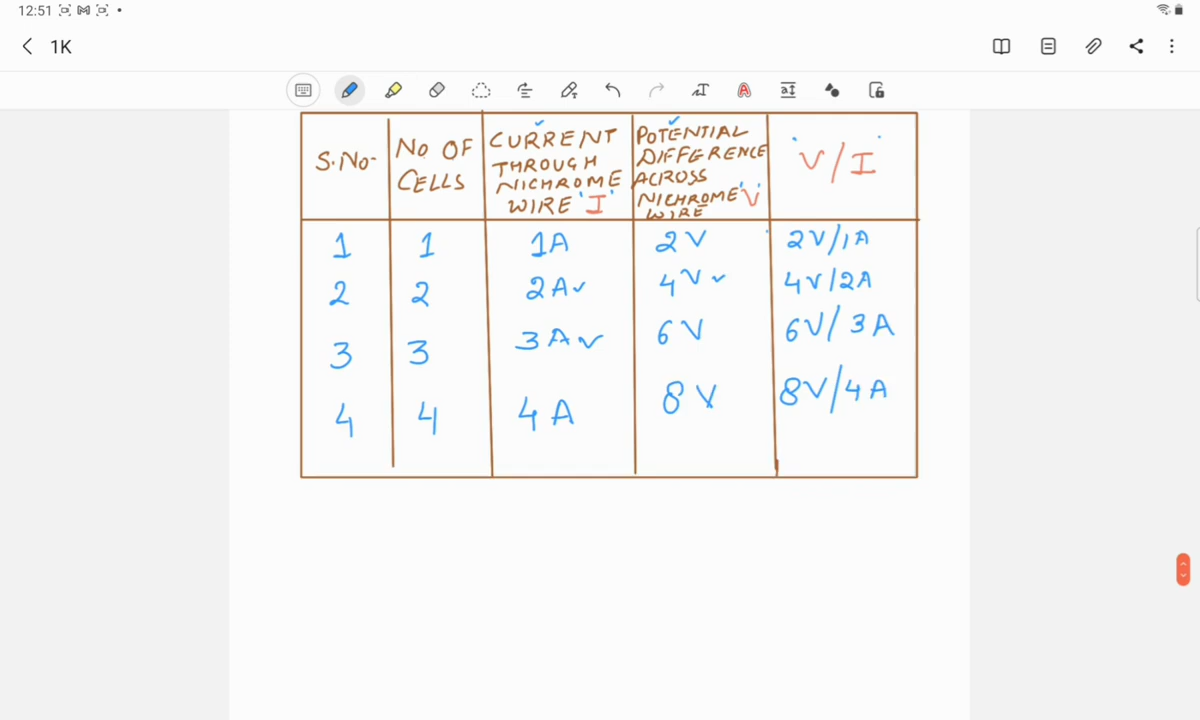 12:51
1K
S.No-
No OF
CELLS
CURRENT
THROUGH
NICHROME
WIRE 'I'
POTENTIAL
DIFFERENCE
ACROSS
NICHROME 'V'
WIRE
V/I
1 1 1A 2V 2V/1A
2 2 2A 4V 4V/2A
3 3 3A 6V 6V/3A
4 4 4A 8V 8V/4A